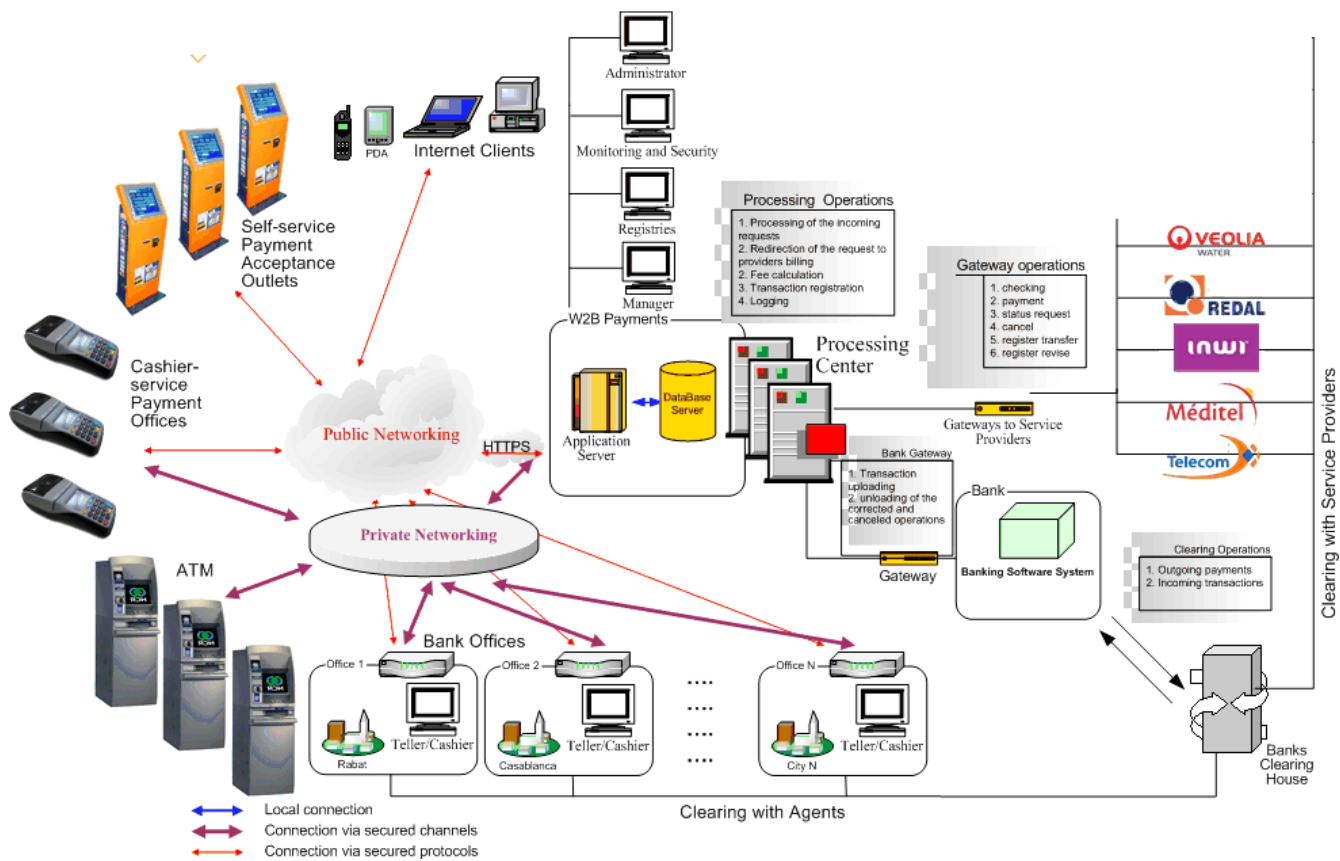 Administrator
Monitoring and Security
Registries
Manager
PDA
Internet Clients
Self-service
Payment
Acceptance
Outlets
Cashier-
service
Payment
Offices
ATM
Public Networking
HTTPS
Private Networking
W2B Payments
Application
Server
DataBase
Server
Processing
Center
Processing Operations
1. Processing of the incoming
requests
2. Redirection of the request to
providers billing
2. Fee calculation
3. Transaction registration
4. Logging
Gateway operations
1. checking
2. payment
3. status request
4. cancel
5. register transfer
6. register revise
Gateways to Service
Providers
VEOLIA
WATER
REDAL
inwi
Méditel
Telecom
Clearing with Service Providers
Bank Gateway
1. Transaction
uploading
2. unloading of the
corrected and
canceled operations
Gateway
Bank
Banking Software System
Clearing Operations
1. Outgoing payments
2. Incoming transactions
Banks
Clearing
House
Bank Offices
Office 1
Teller/Cashier
Rabat
Office 2
Teller/Cashier
Casablanca
....
....
....
....
Office N
Teller/Cashier
City N
Clearing with Agents
Local connection
Connection via secured channels
Connection via secured protocols